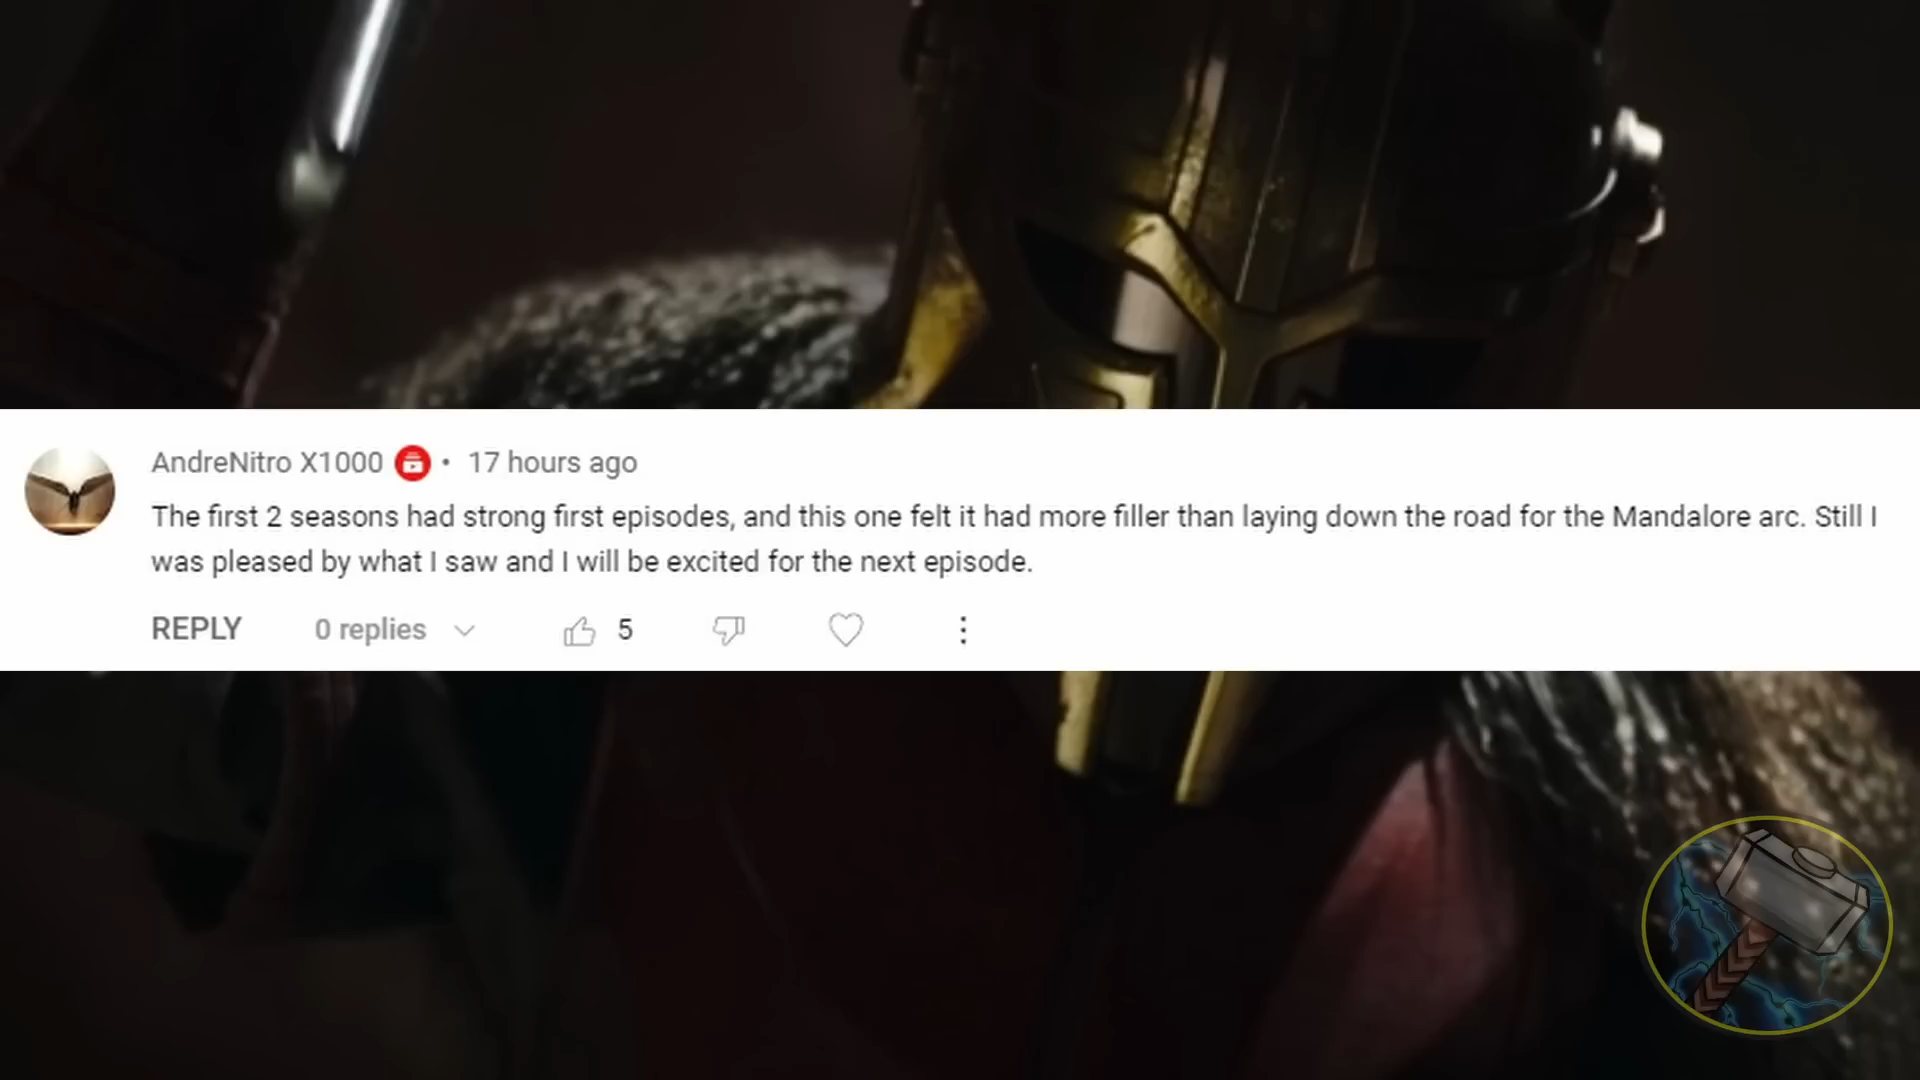 AndreNitro X1000 • 17 hours ago
The first 2 seasons had strong first episodes, and this one felt it had more filler than laying down the road for the Mandalore arc. Still I
was pleased by what I saw and I will be excited for the next episode.
REPLY 0 replies 5